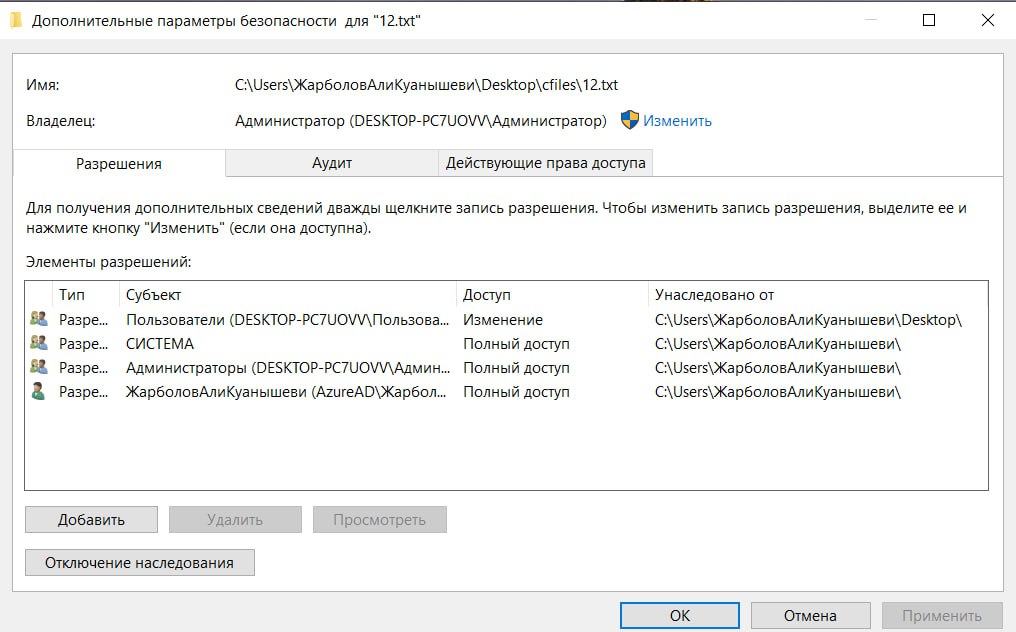 Дополнительные параметры безопасности для "12.txt"
Имя: C:\Users\ЖарболовАлиКуанышеви\Desktop\cfiles\12.txt
Владелец: Администратор (DESKTOP-PC7UOVV\Администратор) Изменить
Разрешения Аудит Действующие права доступа
Для получения дополнительных сведений дважды щелкните запись разрешения. Чтобы изменить запись разрешения, выделите ее и
нажмите кнопку "Изменить" (если она доступна).
Элементы разрешений:
Тип Субъект Доступ Унаследовано от
Разре... Пользователи (DESKTOP-PC7UOVV\Пользова... Изменение C:\Users\ЖарболовАлиКуанышеви\Desktop\
Разре... СИСТЕМА Полный доступ C:\Users\ЖарболовАлиКуанышеви\
Разре... Администраторы (DESKTOP-PC7UOVV\Админ... Полный доступ C:\Users\ЖарболовАлиКуанышеви\
Разре... ЖарболовАлиКуанышеви (AzureAD\Жарбол... Полный доступ C:\Users\ЖарболовАлиКуанышеви\
Добавить Удалить Просмотреть
Отключение наследования
ОК Отмена Применить